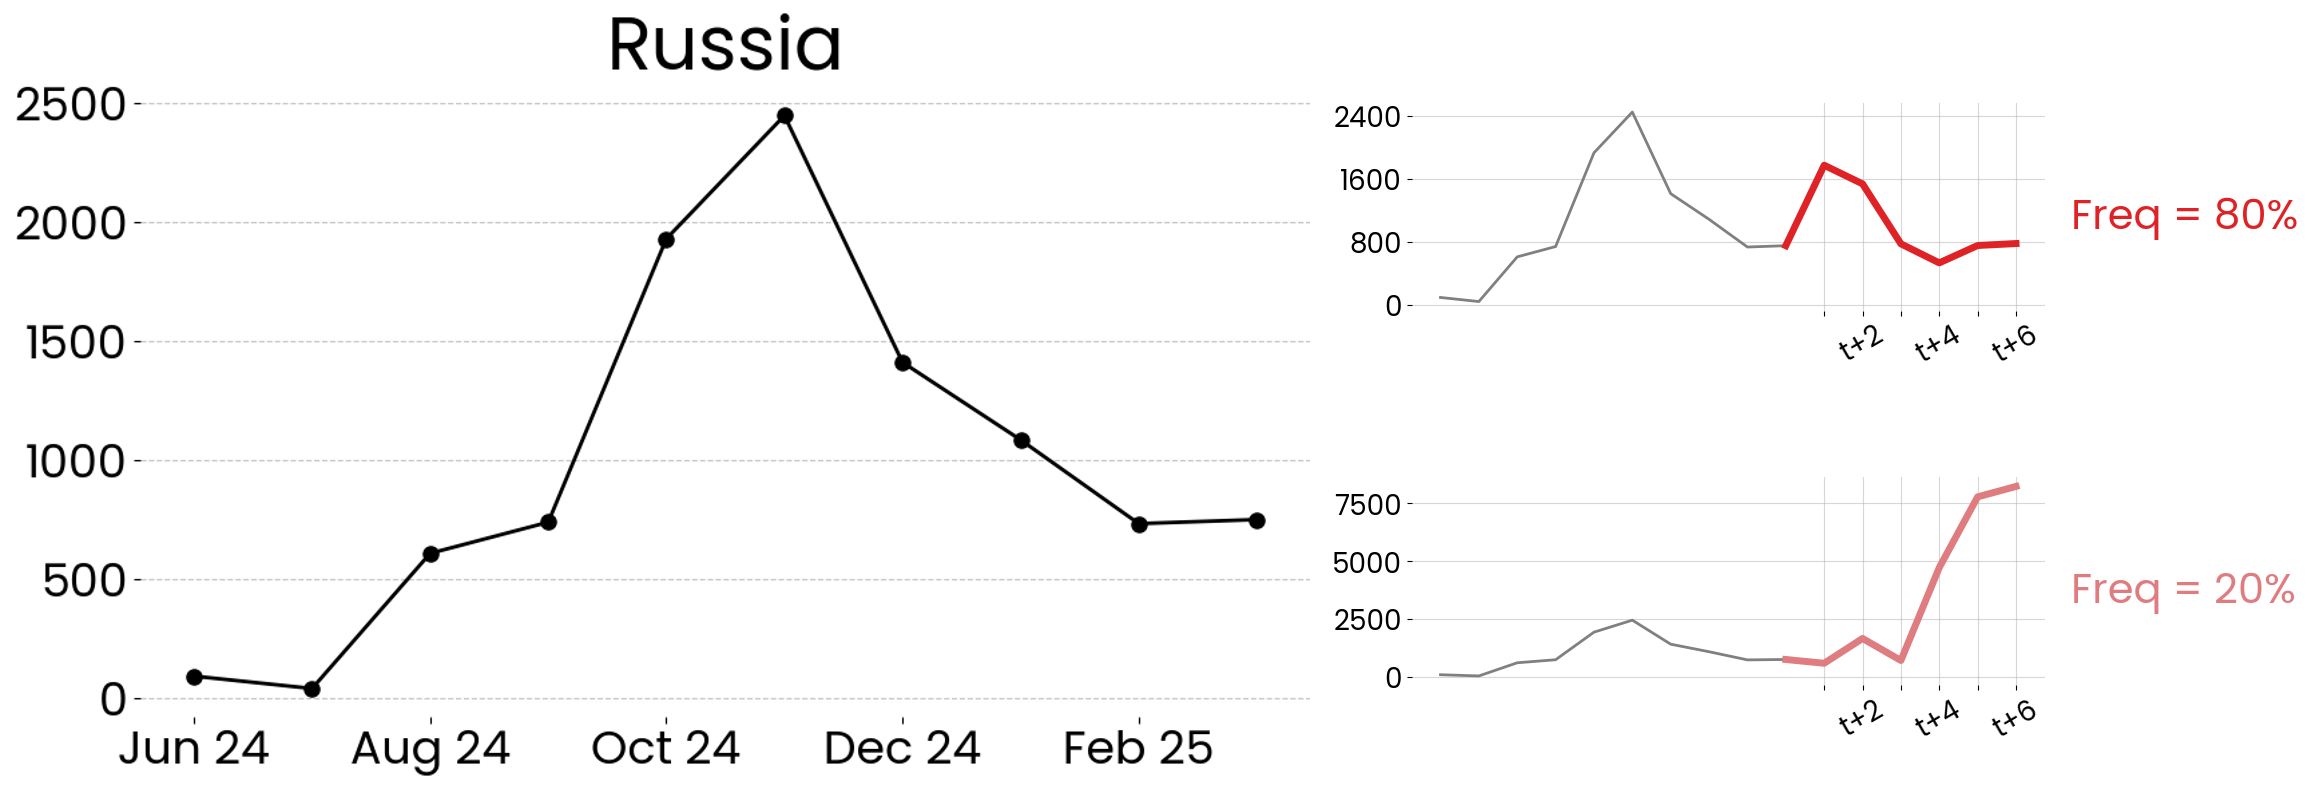 Russia
2500
2000
1500
1000
500
0
Jun 24
Aug 24
Oct 24
Dec 24
Feb 25
2400
1600
800
0
t+2
t+4
t+6
Freq = 80%
7500
5000
2500
0
t+2
t+4
t+6
Freq = 20%